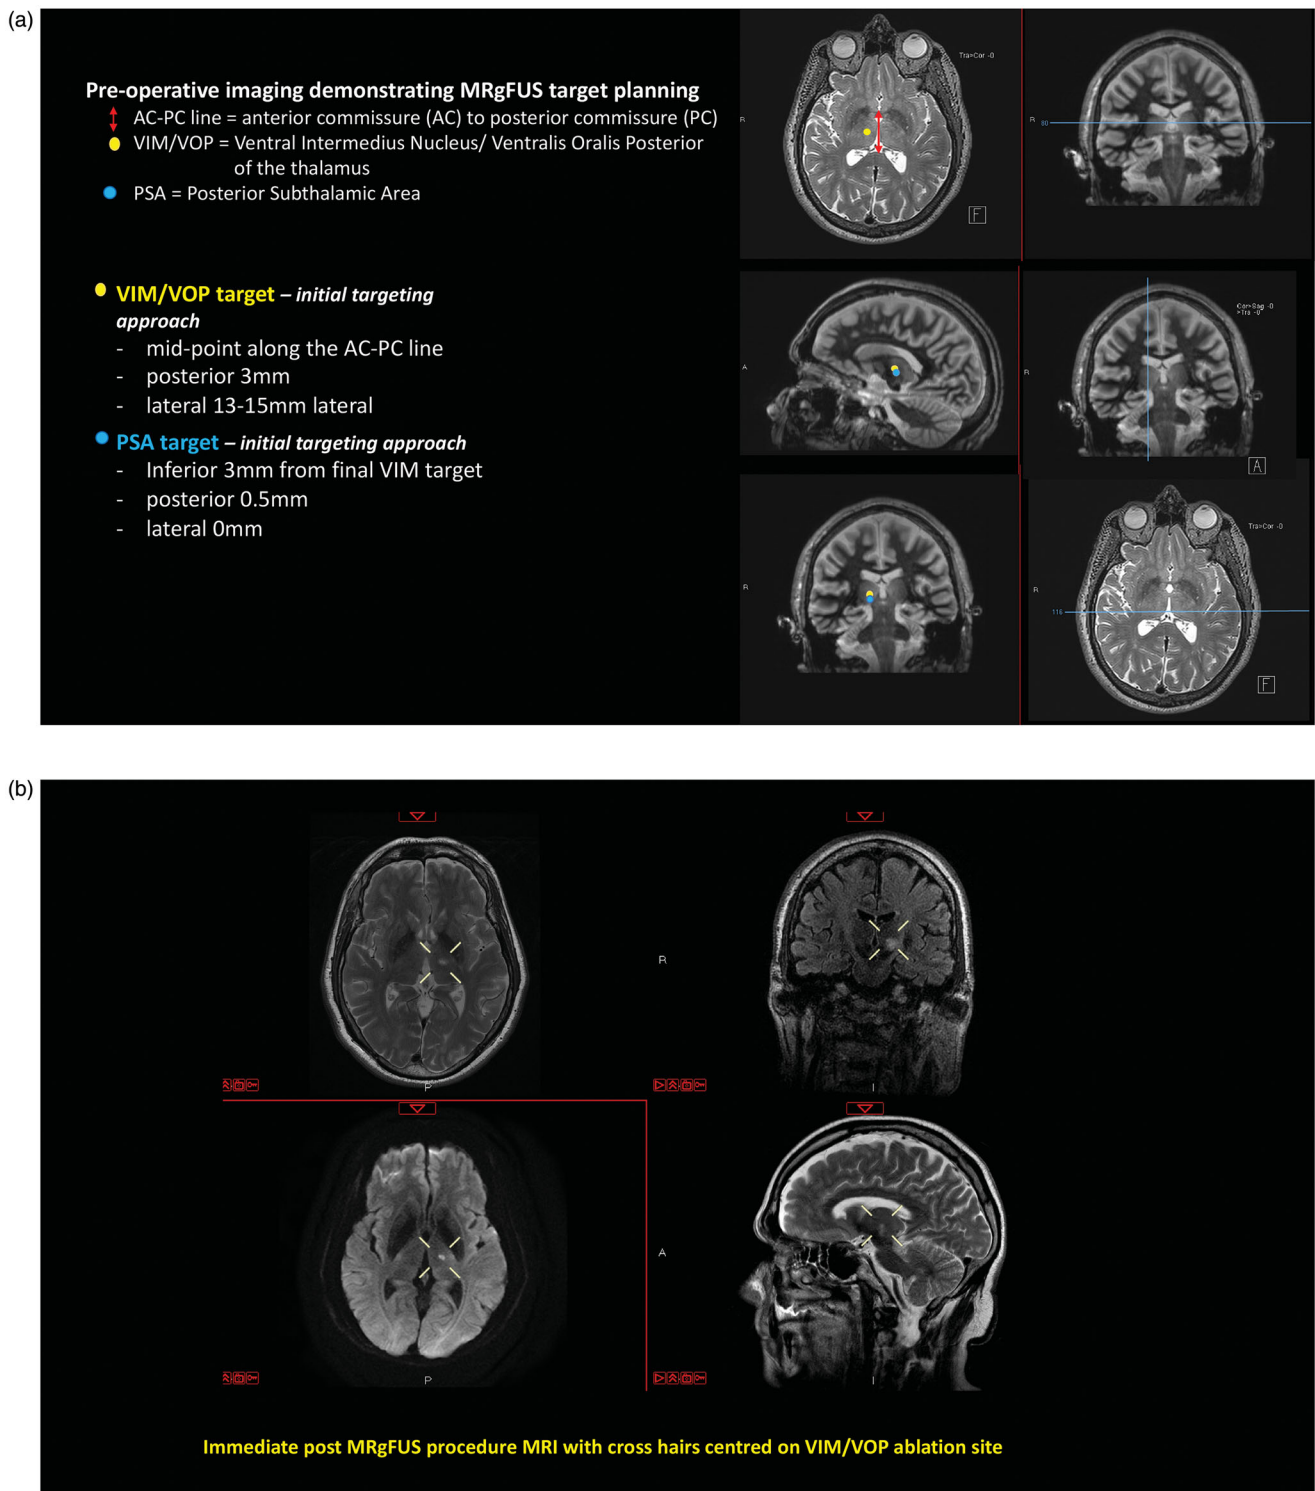 (a)
Pre-operative imaging demonstrating MRgFUS target planning
AC-PC line = anterior commissure (AC) to posterior commissure (PC)
VIM/VOP = Ventral Intermedius Nucleus/ Ventralis Oralis Posterior
of the thalamus
PSA = Posterior Subthalamic Area
VIM/VOP target – initial targeting
approach
- mid-point along the AC-PC line
- posterior 3mm
- lateral 13-15mm lateral
PSA target – initial targeting approach
- Inferior 3mm from final VIM target
- posterior 0.5mm
- lateral 0mm
Tra>Cor -0
R
F
R
80
A
R
Cor>Sag -0
>Tra -0
A
R
R
Tra>Cor -0
116
F
(b)
R
P
I
A
P
I
Immediate post MRgFUS procedure MRI with cross hairs centred on VIM/VOP ablation site